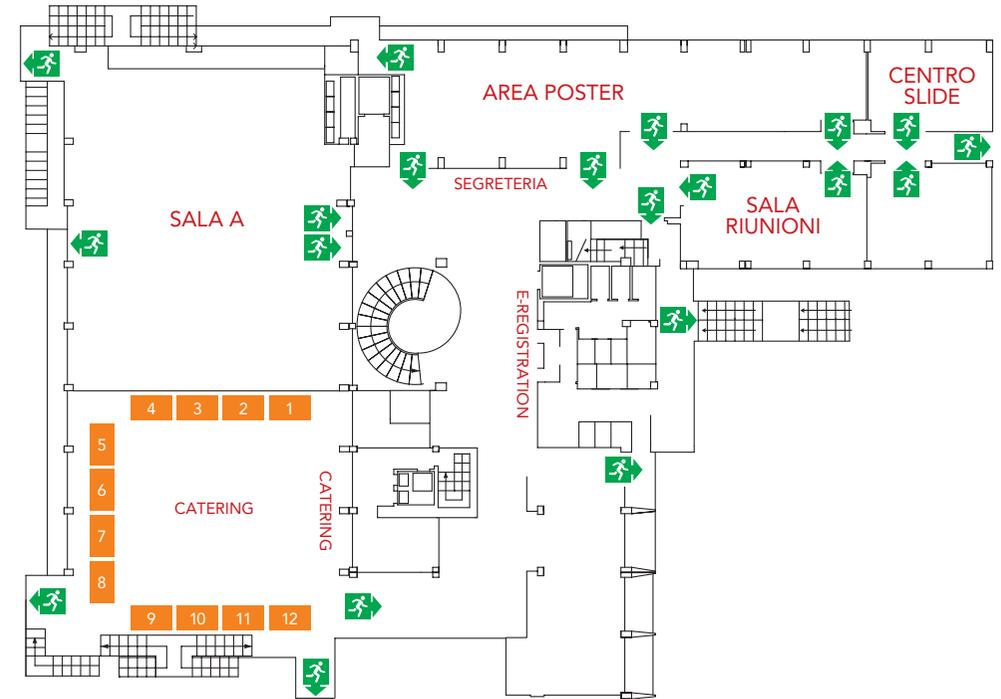 AREA POSTER
CENTRO
SLIDE
SEGRETERIA
SALA A
SALA
RIUNIONI
E-REGISTRATION
4 3 2 1
5
6
7
8
CATERING
CATERING
9 10 11 12